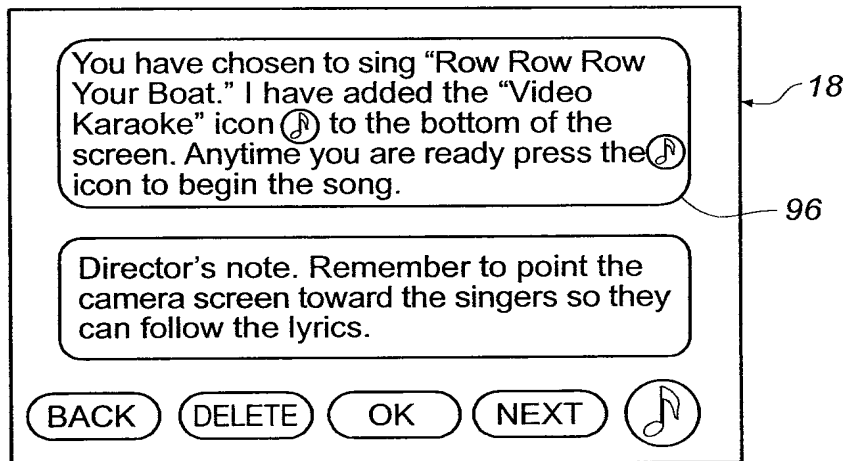 You have chosen to sing “Row Row Row
Your Boat.” I have added the “Video
Karaoke” icon to the bottom of the
screen. Anytime you are ready press the
icon to begin the song.
18
96
Director’s note. Remember to point the
camera screen toward the singers so they
can follow the lyrics.
BACK DELETE OK NEXT